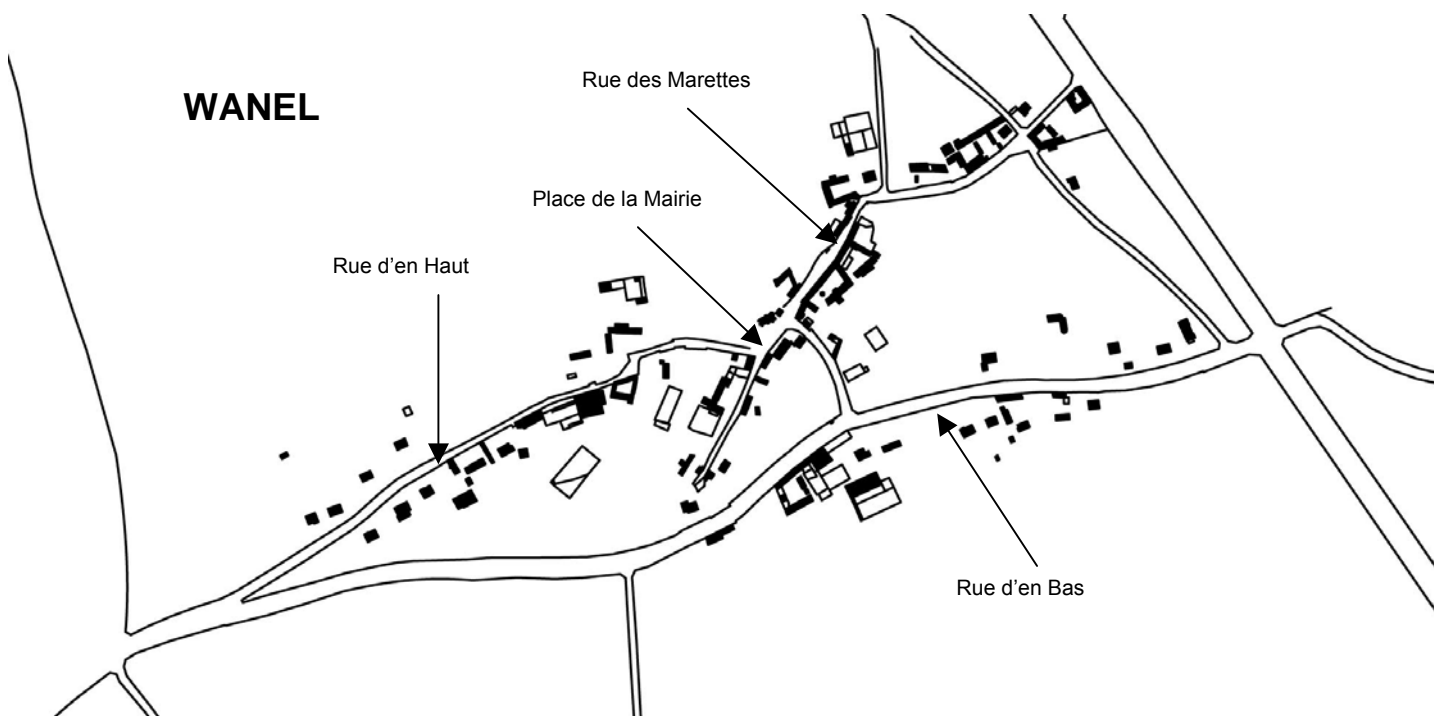 Rue des Marettes
WANEL
Place de la Mairie
Rue d'en Haut
Rue d'en Bas